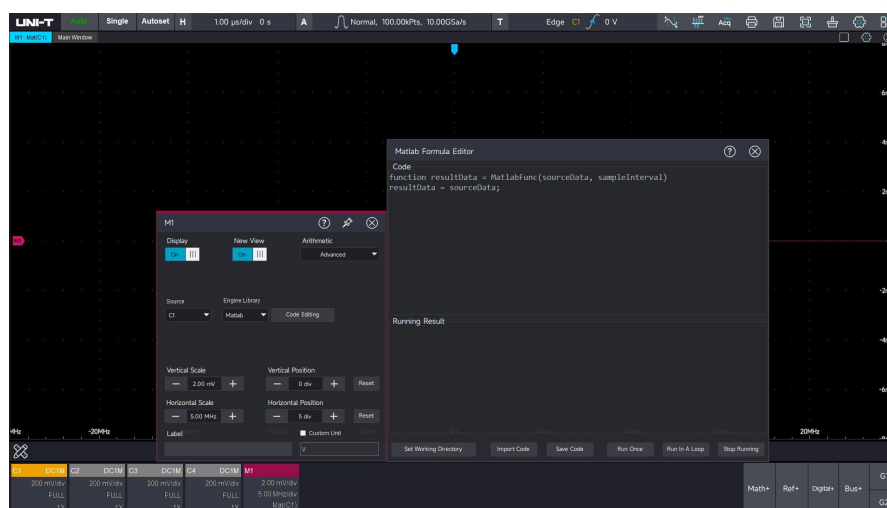 UNI-T Auto Single Autoset H 1.00 μs/div 0 s A Normal, 100.00kPts, 10.00GSa/s T Edge C1 0 V Acq
M1: Mat(C1) Main Window
Matlab Formula Editor
Code
function resultData = MatlabFunc(sourceData, sampleInterval)
resultData = sourceData;
M1
Display New View Arithmetic
On On Advanced
M1
Source Engine Library
C1 Matlab Code Editing
Running Result
Vertical Scale Vertical Position
2.00 mV 0 div Reset
Horizontal Scale Horizontal Position
5.00 MHz 5 div Reset
Label Custom Unit
V
-20MHz 20MHz
Set Working Directory Import Code Save Code Run Once Run In A Loop Stop Running
C1 DC1M C2 DC1M C3 DC1M C4 DC1M M1
200 mV/div 200 mV/div 200 mV/div 200 mV/div 2.00 mV/div
FULL FULL FULL FULL 5.00 MHz/div
1X 1X 1X 1X Mat(C1)
Math+ Ref+ Digital+ Bus+